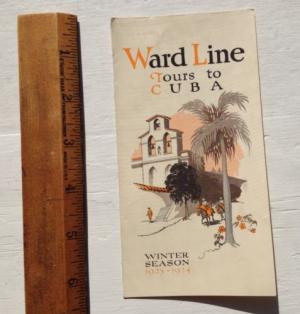 Ward Line
Tours to
CUBA
WINTER
SEASON
1923-1924
1
2
3
4
5
6